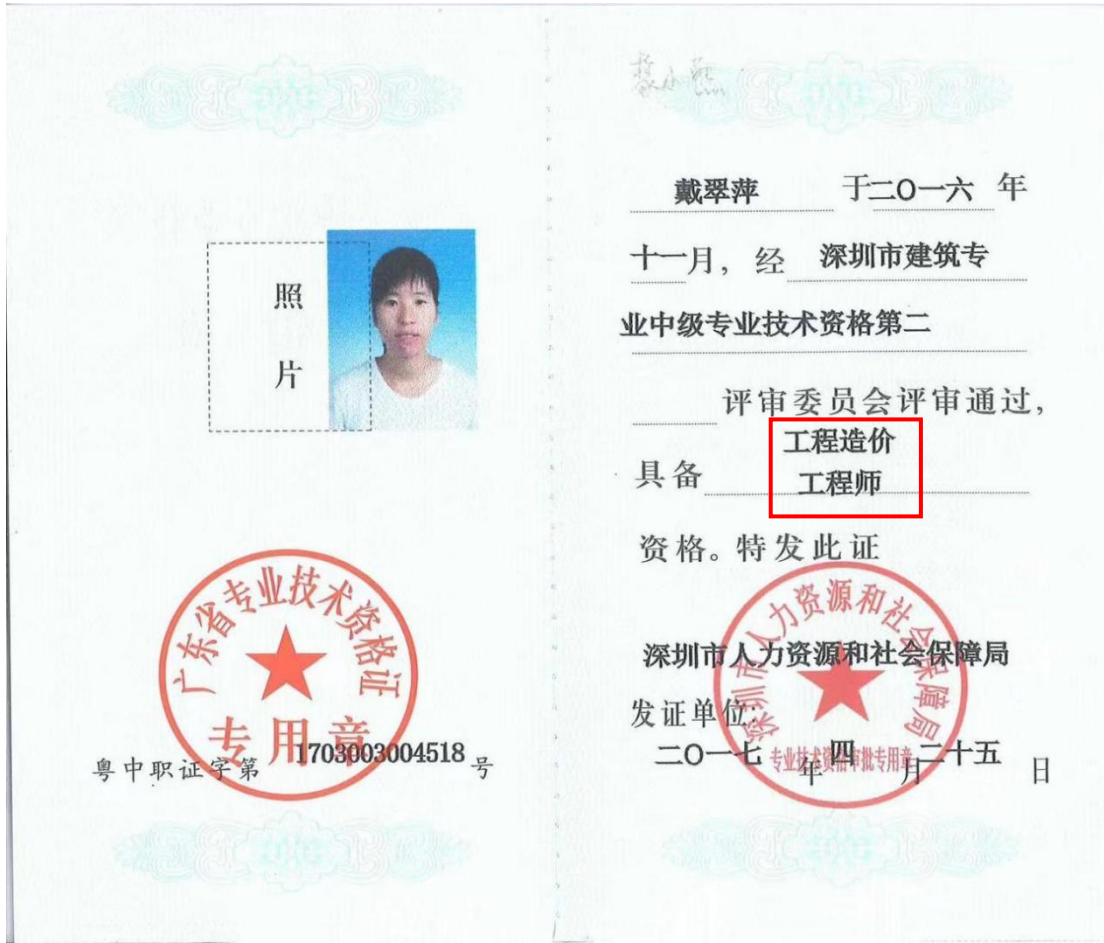 照
片
广东省专业技术资格证
专用章
粤中职证字第 1703003004518 号
戴翠萍 于二〇一六 年
十一月，经 深圳市建筑专
业中级专业技术资格第二
评审委员会评审通过，
具备 工程造价
工程师
资格。特发此证
深圳市人力资源和社会保障局
深圳市人力资源和社会保障局
发证单位：
二〇一七 年 四 月 二十五 日
专业技术资格审批专用章